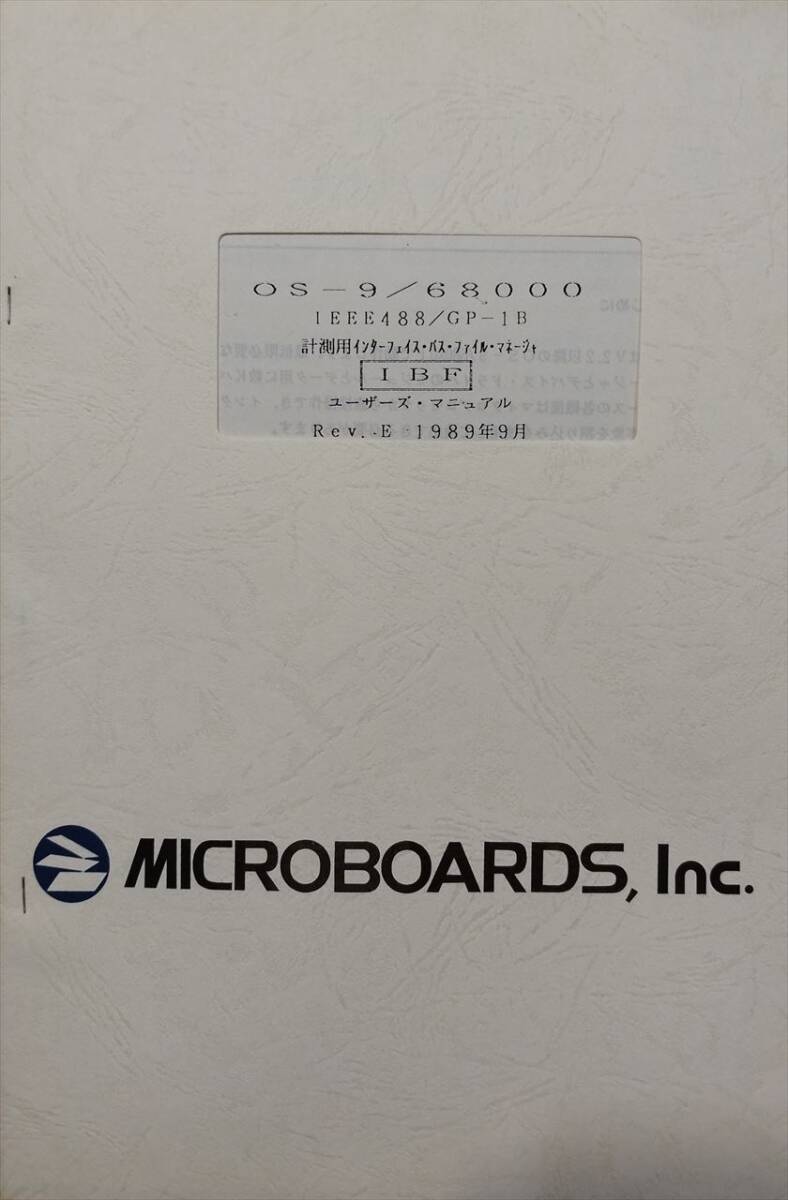 OS－9／68000
IEEE488/GP-IB
計測用ｲﾝﾀｰﾌｪｲｽ･ﾊﾞｽ･ﾌｧｲﾙ･ﾏﾈｰｼﾞｬ
IBF
ユーザーズ・マニュアル
Rev. E 1989年9月
MICROBOARDS, Inc.